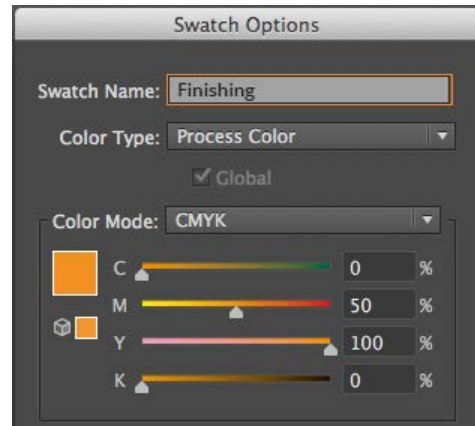 Swatch Options
Swatch Name: Finishing
Color Type: Process Color
Global
Color Mode: CMYK
C 0 %
M 50 %
Y 100 %
K 0 %